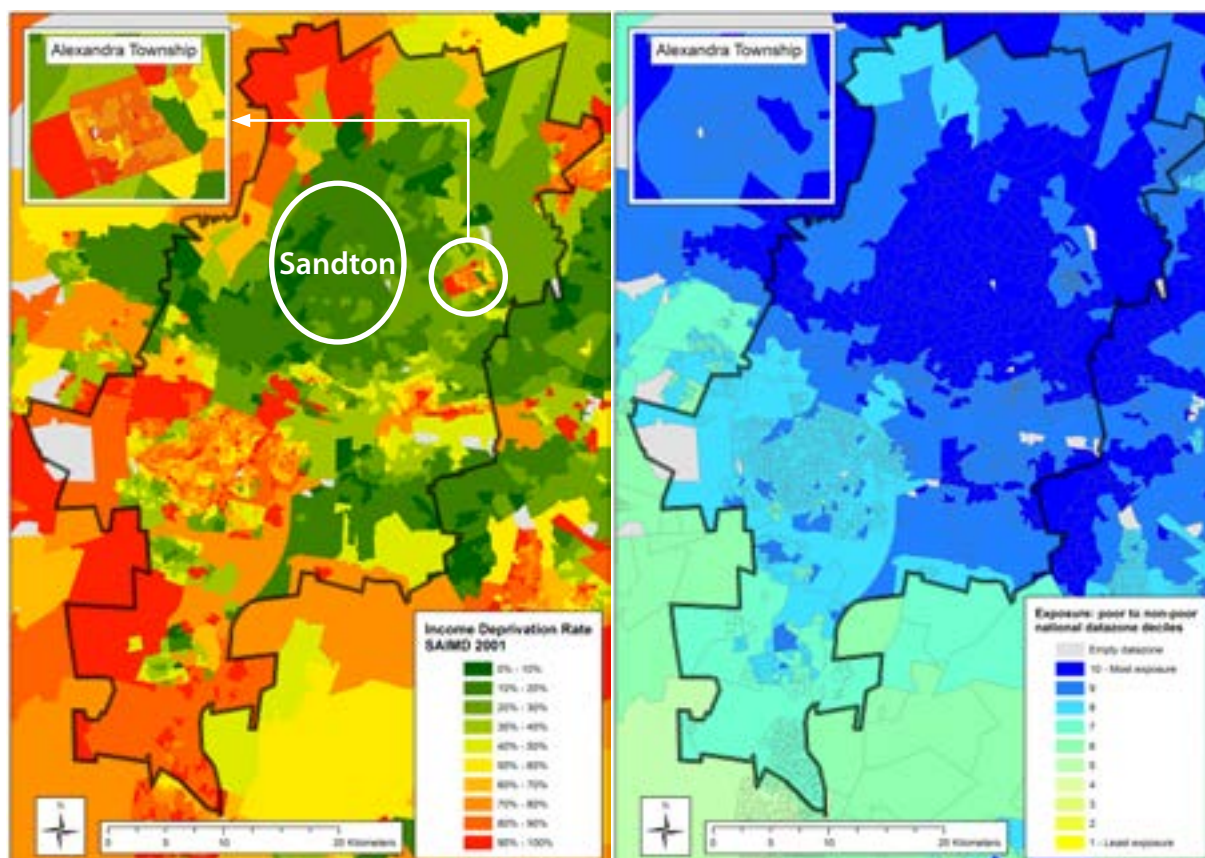 Alexandra Township
Sandton
Income Deprivation Rate
SAIMD 2001
0% - 10%
10% - 20%
20% - 30%
30% - 40%
40% - 50%
50% - 60%
60% - 70%
70% - 80%
80% - 90%
90% - 100%
N
0 5 10 20 Kilometers
Alexandra Township
Exposure: poor to non-poor
national datazone deciles
Empty datazone
10 - Most exposure
9
8
7
6
5
4
3
2
1 - Least exposure
N
0 5 10 20 Kilometers